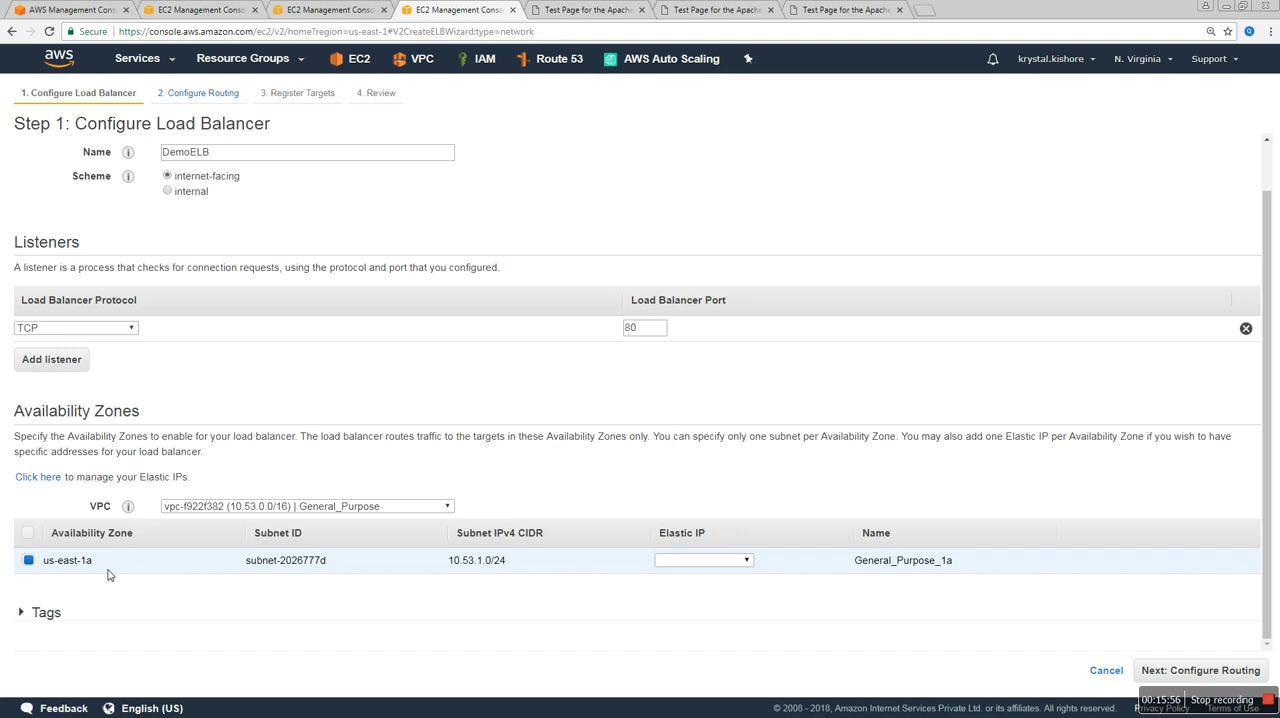 AWS Management Conso
EC2 Management Conso
EC2 Management Conso
EC2 Management Conso
Test Page for the Apache
Test Page for the Apache
Test Page for the Apache
Secure https://console.aws.amazon.com/ec2/v2/home?region=us-east-1#V2CreateELBWizard:type=network
aws Services Resource Groups EC2 VPC IAM Route 53 AWS Auto Scaling krystal.kishore N. Virginia Support
1. Configure Load Balancer 2. Configure Routing 3. Register Targets 4. Review
Step 1: Configure Load Balancer
Name i DemoELB
Scheme i internet-facing
internal
Listeners
A listener is a process that checks for connection requests, using the protocol and port that you configured.
Load Balancer Protocol Load Balancer Port
TCP 80
Add listener
Availability Zones
Specify the Availability Zones to enable for your load balancer. The load balancer routes traffic to the targets in these Availability Zones only. You can specify only one subnet per Availability Zone. You may also add one Elastic IP per Availability Zone if you wish to have
specific addresses for your load balancer.
Click here to manage your Elastic IPs.
VPC i vpc-f922f382 (10.53.0.0/16) | General_Purpose
Availability Zone Subnet ID Subnet IPv4 CIDR Elastic IP Name
us-east-1a subnet-2026777d 10.53.1.0/24 General_Purpose_1a
Tags
Cancel Next: Configure Routing
00:15:56 Stop recording
Feedback English (US) © 2008 - 2018, Amazon Internet Services Private Ltd. or its affiliates. All rights reserved. Privacy Policy Terms of Use